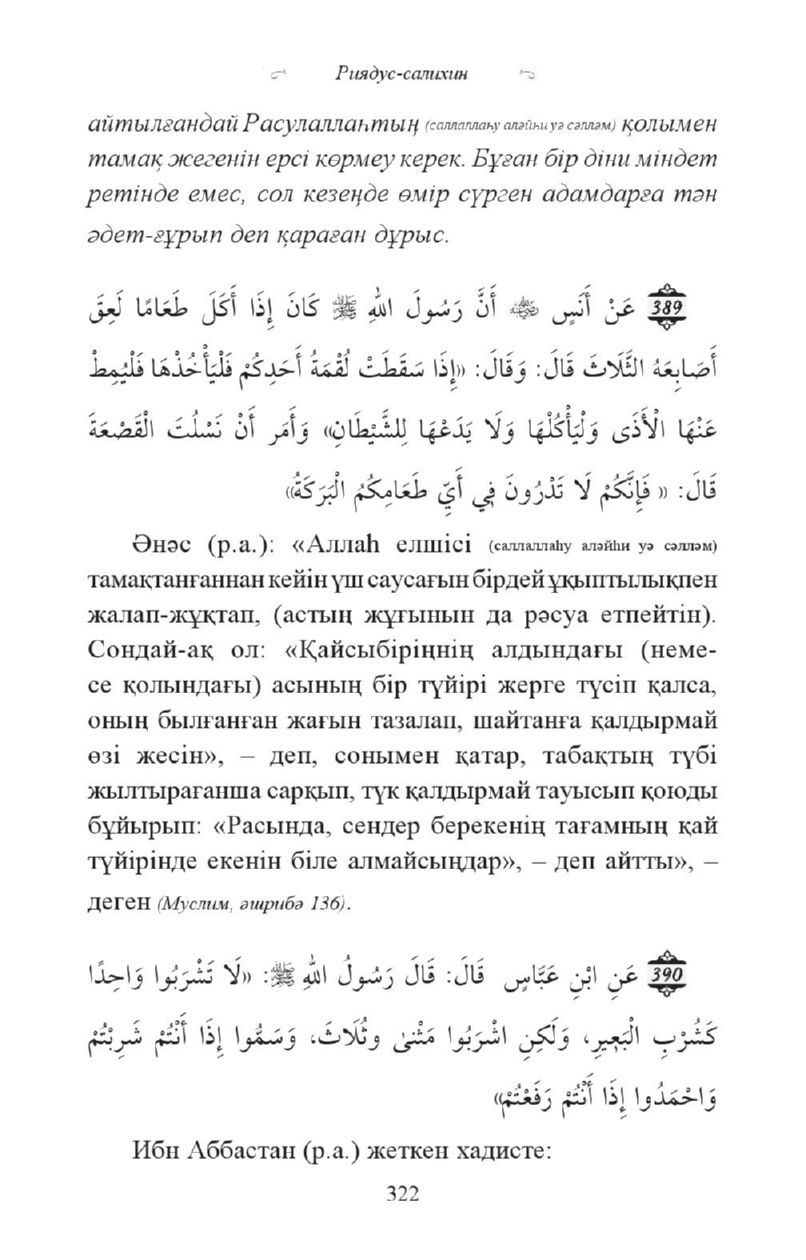 Риядус-салихин
айтылғандай Расулаллаһтың (саллаллаһу аләйһи уә сәлләм) қолымен
тамақ жегенін ерсі көрмеу керек. Бұған бір діни міндет
ретінде емес, сол кезеңде өмір сүрген адамдарға тән
әдет-ғұрып деп қараған дұрыс.
389 عَنْ أَنَسٍ ﷺ أَنَّ رَسُولَ اللهِ ﷺ كَانَ إِذَا أَكَلَ طَعَامًا لَعِقَ
أَصَابِعَهُ الثَّلَاثَ قَالَ: وَقَالَ: «إِذَا سَقَطَتْ لُقْمَةُ أَحَدِكُمْ فَلْيَأْخُذْهَا فَلْيُمِطْ
عَنْهَا الْأَذَى وَلْيَأْكُلْهَا وَلَا يَدَعْهَا لِلشَّيْطَانِ» وَأَمَر أَنْ نَسْلُتَ الْقَصْعَةَ
قَالَ: « فَإِنَّكُمْ لَا تَدْرُونَ فِي أَيِّ طَعَامِكُمُ الْبَرَكَةُ»
Әнәс (р.а.): «Аллаһ елшісі (саллаллаһу аләйһи уә сәлләм)
тамақтанғаннан кейін үш саусағын бірдей ұқыптылықпен
жалап-жұқтап, (астың жұғынын да рәсуа етпейтін).
Сондай-ақ ол: «Қайсыбіріңнің алдындағы (неме-
се қолындағы) асының бір түйірі жерге түсіп қалса,
оның былғанған жағын тазалап, шайтанға қалдырмай
өзі жесін», – деп, сонымен қатар, табақтың түбі
жылтырағанша сарқып, түк қалдырмай тауысып қоюды
бұйырып: «Расында, сендер берекенің тағамның қай
түйірінде екенін біле алмайсыңдар», – деп айтты», –
деген (Муслим, әшрибә 136).
390 عَنِ ابْنِ عَبَّاسٍ قَالَ: قَالَ رَسُولُ اللهِ ﷺ: «لَا تَشْرَبُوا وَاحِدًا
كَشُرْبِ الْبَعِيرِ، وَلَكِنِ اشْرَبُوا مَثْنىٰ وثُلَاثَ، وَسَمُّوا إِذَا أَنْتُمْ شَرِبْتُمْ
وَاحْمَدُوا إِذَا أَنْتُمْ رَفَعْتُمْ»
Ибн Аббастан (р.а.) жеткен хадисте:
322